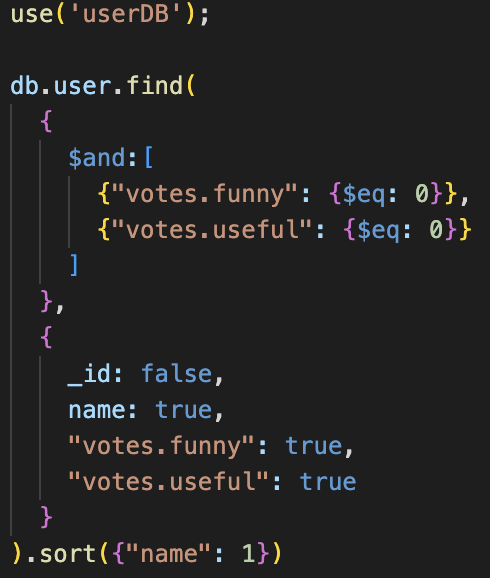 use('userDB');

db.user.find(
  {
    $and:[
      {"votes.funny": {$eq: 0}},
      {"votes.useful": {$eq: 0}}
    ]
  },
  {
    _id: false,
    name: true,
    "votes.funny": true,
    "votes.useful": true
  }
).sort({"name": 1})